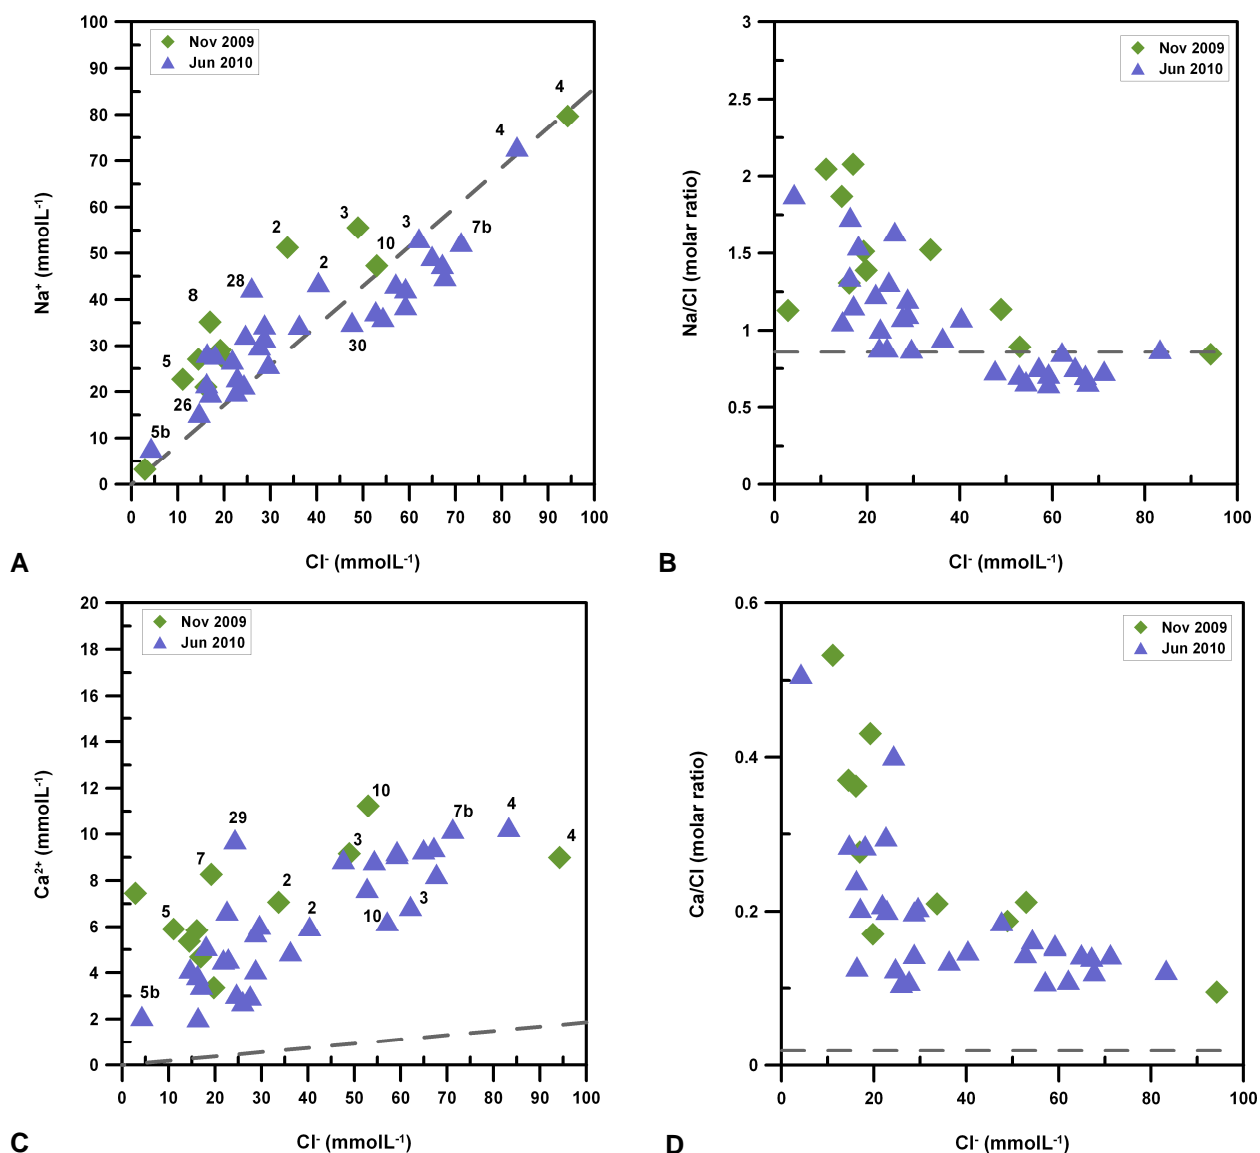 100
90
80
70
60
50
40
30
20
10
0
Na⁺ (mmolL⁻¹)
Nov 2009
Jun 2010
4
4
3
3
2
7b
10
28
2
8
30
5
26
5b
0 10 20 30 40 50 60 70 80 90 100
Cl⁻ (mmolL⁻¹)
A
3
2.5
2
1.5
1
0.5
0
Na/Cl (molar ratio)
Nov 2009
Jun 2010
0 20 40 60 80 100
Cl⁻ (mmolL⁻¹)
B
20
18
16
14
12
10
8
6
4
2
0
Ca²⁺ (mmolL⁻¹)
Nov 2009
Jun 2010
10
7b
4
29
3
4
7
2
5
2
10
3
5b
0 10 20 30 40 50 60 70 80 90 100
Cl⁻ (mmolL⁻¹)
C
0.6
0.4
0.2
0
Ca/Cl (molar ratio)
Nov 2009
Jun 2010
0 20 40 60 80 100
Cl⁻ (mmolL⁻¹)
D